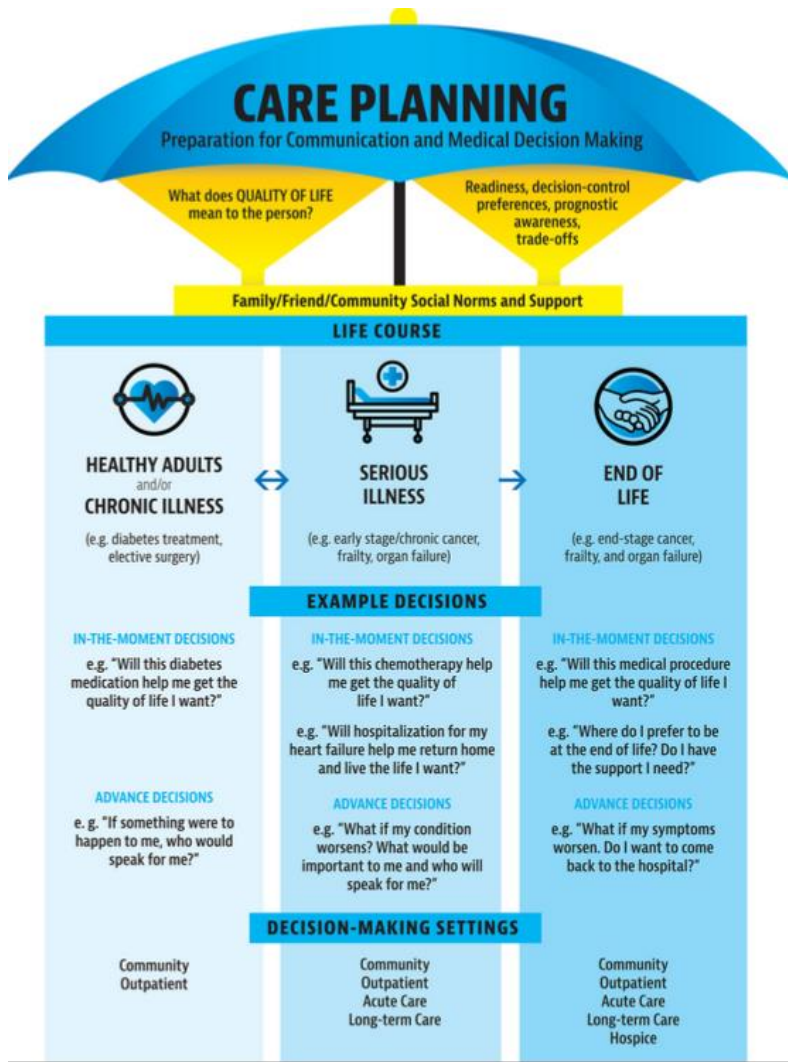 CARE PLANNING
Preparation for Communication and Medical Decision Making
What does QUALITY OF LIFE
mean to the person?
Readiness, decision-control
preferences, prognostic
awareness,
trade-offs
Family/Friend/Community Social Norms and Support
LIFE COURSE
HEALTHY ADULTS
and/or
CHRONIC ILLNESS
(e.g. diabetes treatment,
elective surgery)
SERIOUS
ILLNESS
(e.g. early stage/chronic cancer,
frailty, organ failure)
END OF
LIFE
(e.g. end-stage cancer,
frailty, and organ failure)
EXAMPLE DECISIONS
IN-THE-MOMENT DECISIONS
e.g. "Will this diabetes
medication help me get the
quality of life I want?"
ADVANCE DECISIONS
e. g. "If something were to
happen to me, who would
speak for me?"
IN-THE-MOMENT DECISIONS
e.g. "Will this chemotherapy help
me get the quality of
life I want?"
e.g. "Will hospitalization for my
heart failure help me return home
and live the life I want?"
ADVANCE DECISIONS
e.g. "What if my condition
worsens? What would be
important to me and who will
speak for me?"
IN-THE-MOMENT DECISIONS
e.g. "Will this medical procedure
help me get the quality of life I
want?"
e.g. "Where do I prefer to be
at the end of life? Do I have
the support I need?"
ADVANCE DECISIONS
e.g. "What if my symptoms
worsen. Do I want to come
back to the hospital?"
DECISION-MAKING SETTINGS
Community
Outpatient
Community
Outpatient
Acute Care
Long-term Care
Community
Outpatient
Acute Care
Long-term Care
Hospice